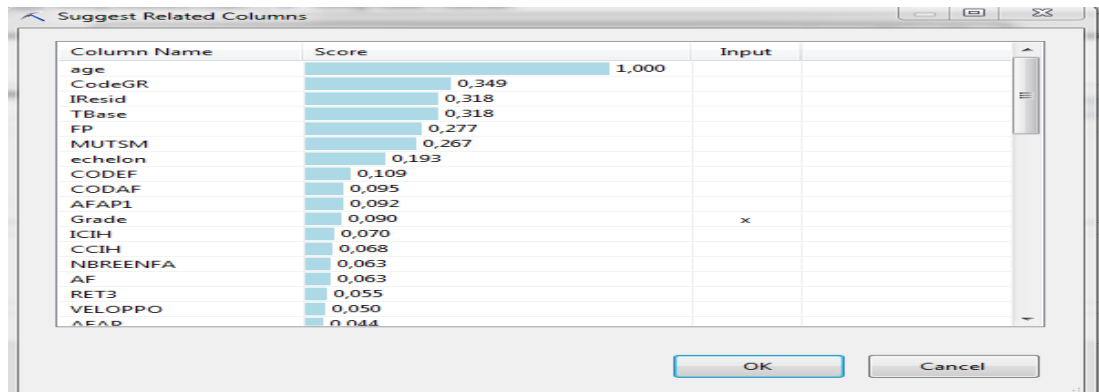 Suggest Related Columns
Column Name Score Input
age 1,000
CodeGR 0,349
IResid 0,318
TBase 0,318
FP 0,277
MUTSM 0,267
echelon 0,193
CODEF 0,109
CODAF 0,095
AFAP1 0,092
Grade 0,090 x
ICIH 0,070
CCIH 0,068
NBREENFA 0,063
AF 0,063
RET3 0,055
VELOPPO 0,050
AFAP 0,044
OK Cancel